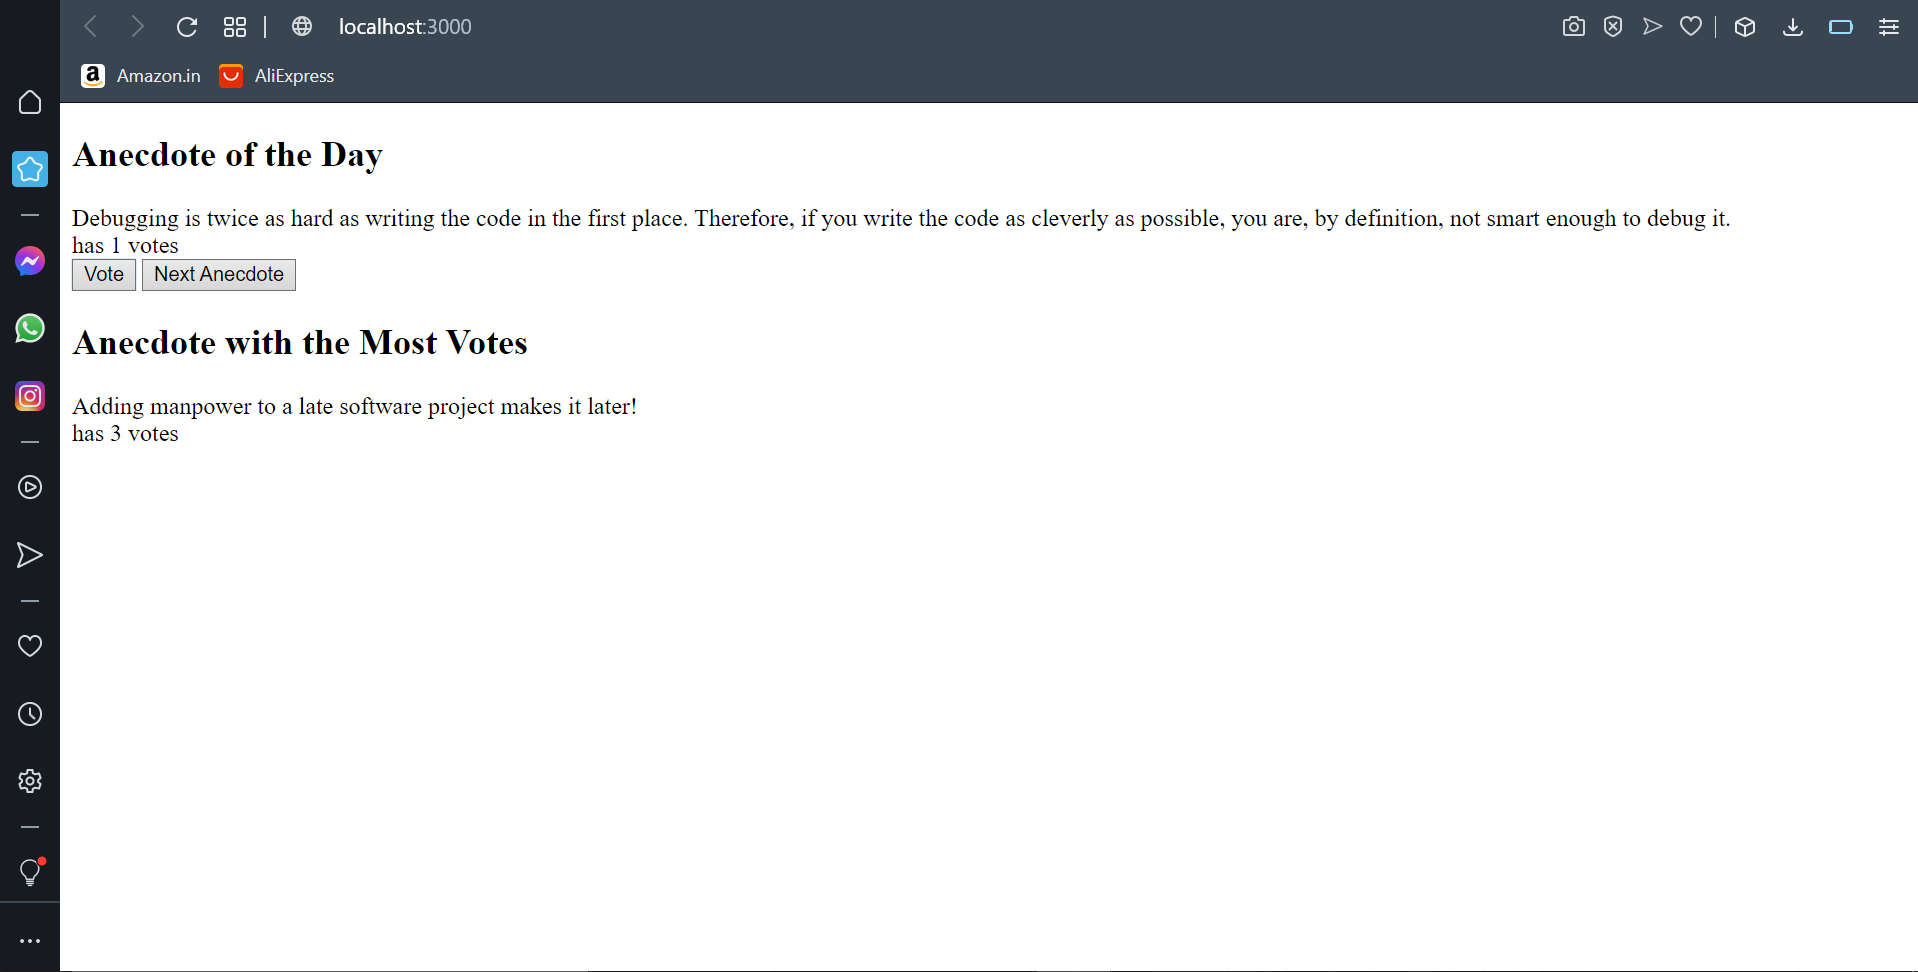 localhost:3000
Amazon.in AliExpress
Anecdote of the Day
Debugging is twice as hard as writing the code in the first place. Therefore, if you write the code as cleverly as possible, you are, by definition, not smart enough to debug it.
has 1 votes
Vote Next Anecdote
Anecdote with the Most Votes
Adding manpower to a late software project makes it later!
has 3 votes